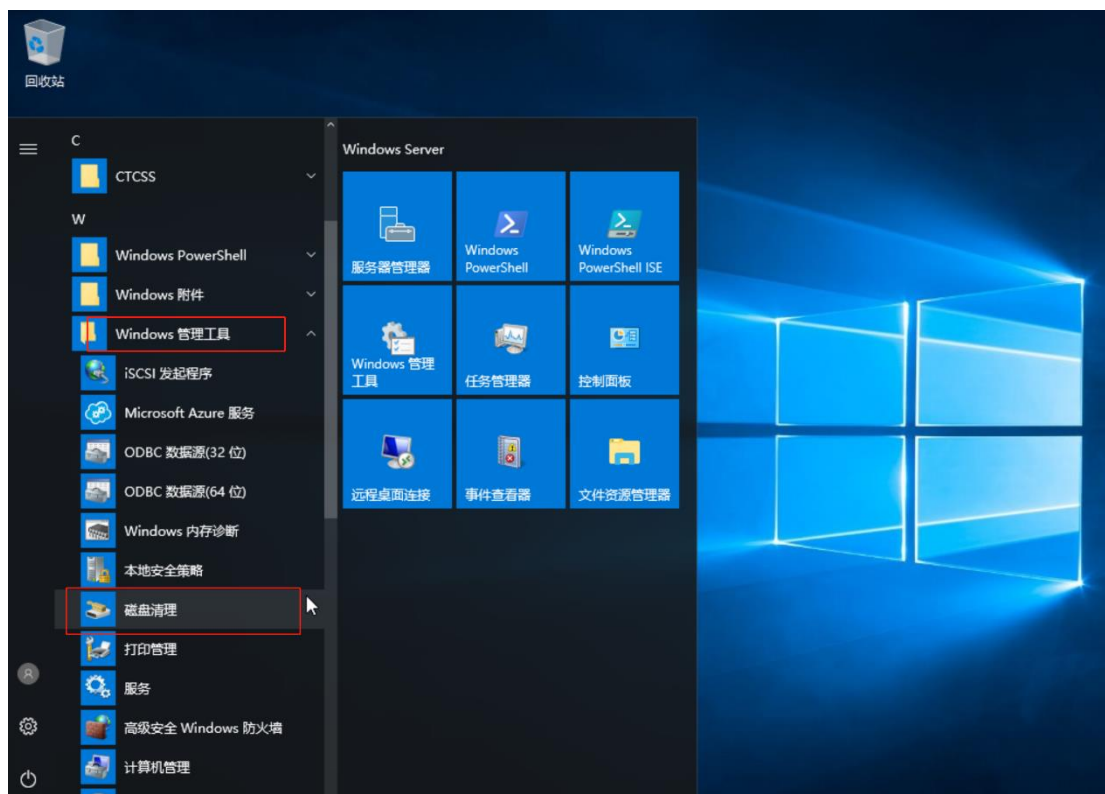 回收站
C
CTCSS
W
Windows PowerShell
Windows 附件
Windows 管理工具
iSCSI 发起程序
Microsoft Azure 服务
ODBC 数据源(32 位)
ODBC 数据源(64 位)
Windows 内存诊断
本地安全策略
磁盘清理
打印管理
服务
高级安全 Windows 防火墙
计算机管理
Windows Server
服务器管理器
Windows
PowerShell
Windows
PowerShell ISE
Windows 管理
工具
任务管理器
控制面板
远程桌面连接
事件查看器
文件资源管理器